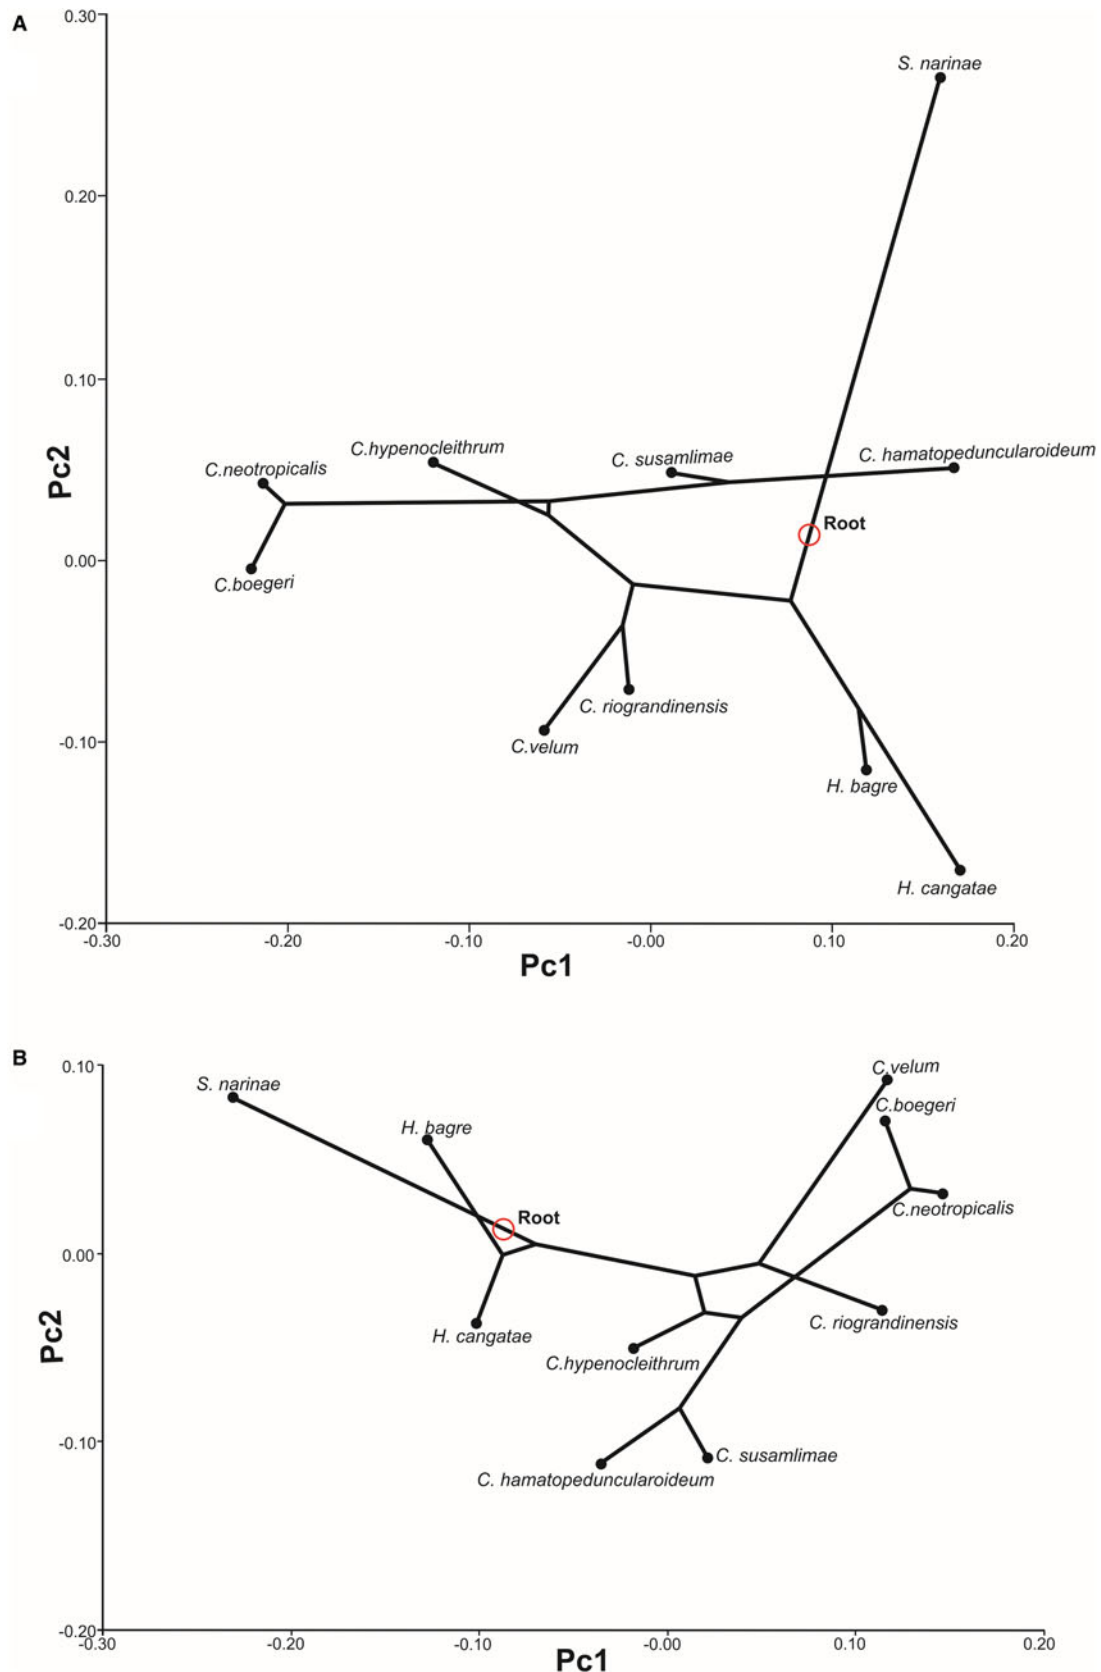 A
0.30
S. narinae
0.20
0.10
C.hypenocleithrum
C. susamlimae
C. hamatopeduncularoideum
C.neotropicalis
Pc2
Root
0.00
C.boegeri
C. riograndinensis
-0.10
C.velum
H. bagre
H. cangatae
-0.20
-0.30
-0.20
-0.10
-0.00
0.10
0.20
Pc1
B
0.10
C.velum
S. narinae
C.boegeri
H. bagre
C.neotropicalis
Root
0.00
C. riograndinensis
H. cangatae
Pc2
C.hypenocleithrum
-0.10
C. susamlimae
C. hamatopeduncularoideum
-0.20
-0.30
-0.20
-0.10
-0.00
0.10
0.20
Pc1